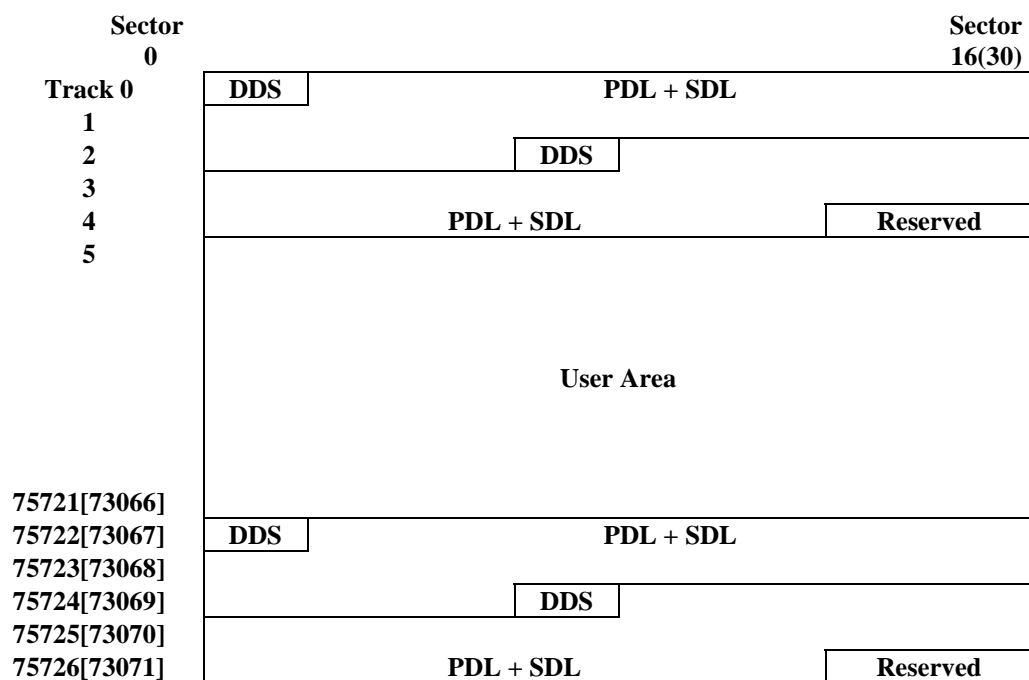 Sector Sector
0 16(30)
Track 0 DDS PDL + SDL
1
2 DDS
3
4 PDL + SDL Reserved
5
User Area
75721[73066]
75722[73067] DDS PDL + SDL
75723[73068]
75724[73069] DDS
75725[73070]
75726[73071] PDL + SDL Reserved